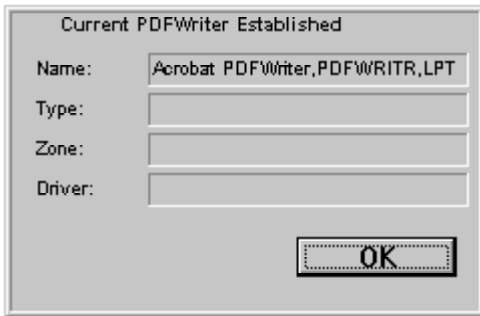 Current PDFWriter Established
Name: Acrobat PDFWriter,PDFWRITR,LPT
Type:
Zone:
Driver:
OK